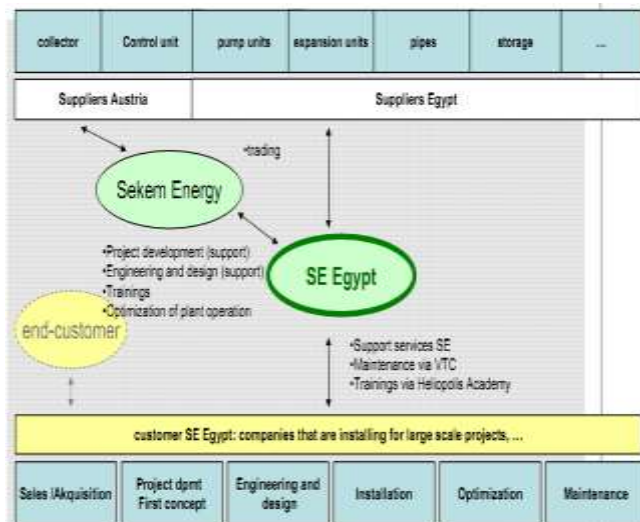 collector
Control unit
pump units
expansion units
pipes
storage
...
Suppliers Austria
Suppliers Egypt
•trading
Sekem Energy
•Project development (support)
•Engineering and design (support)
•Trainings
•Optimization of plant operation
SE Egypt
end-customer
•Support services SE
•Maintenance via VTC
•Trainings via Heliopolis Academy
customer SE Egypt: companies that are installing for large scale projects, ...
Sales /Akquisition
Project dpmt
First concept
Engineering and
design
Installation
Optimization
Maintenance